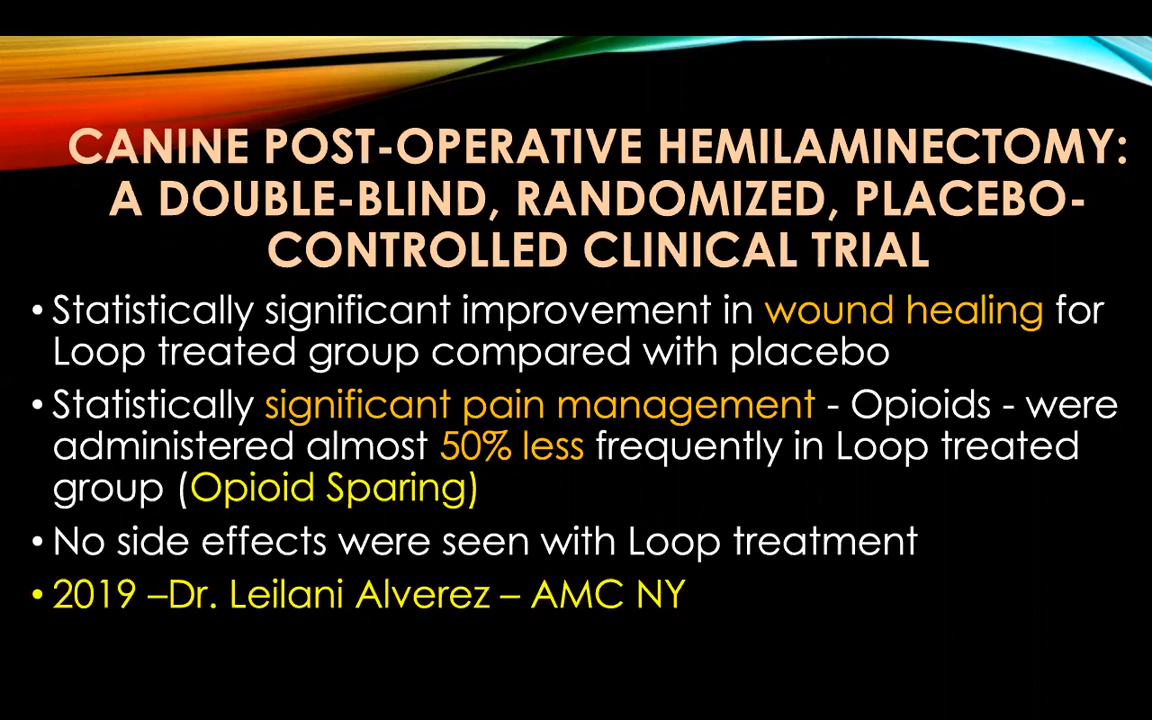 CANINE POST-OPERATIVE HEMILAMINECTOMY:
A DOUBLE-BLIND, RANDOMIZED, PLACEBO-
CONTROLLED CLINICAL TRIAL
• Statistically significant improvement in wound healing for
Loop treated group compared with placebo
• Statistically significant pain management - Opioids - were
administered almost 50% less frequently in Loop treated
group (Opioid Sparing)
• No side effects were seen with Loop treatment
• 2019 –Dr. Leilani Alverez – AMC NY